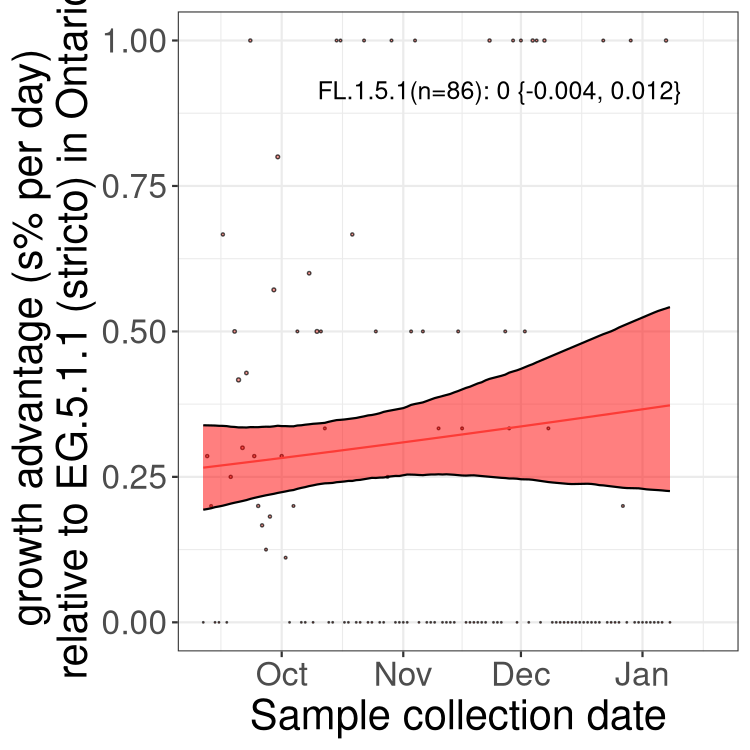 growth advantage (s% per day)
relative to EG.5.1.1 (stricto) in Ontario
1.00
0.75
0.50
0.25
0.00
FL.1.5.1(n=86): 0 {-0.004, 0.012}
Oct Nov Dec Jan
Sample collection date